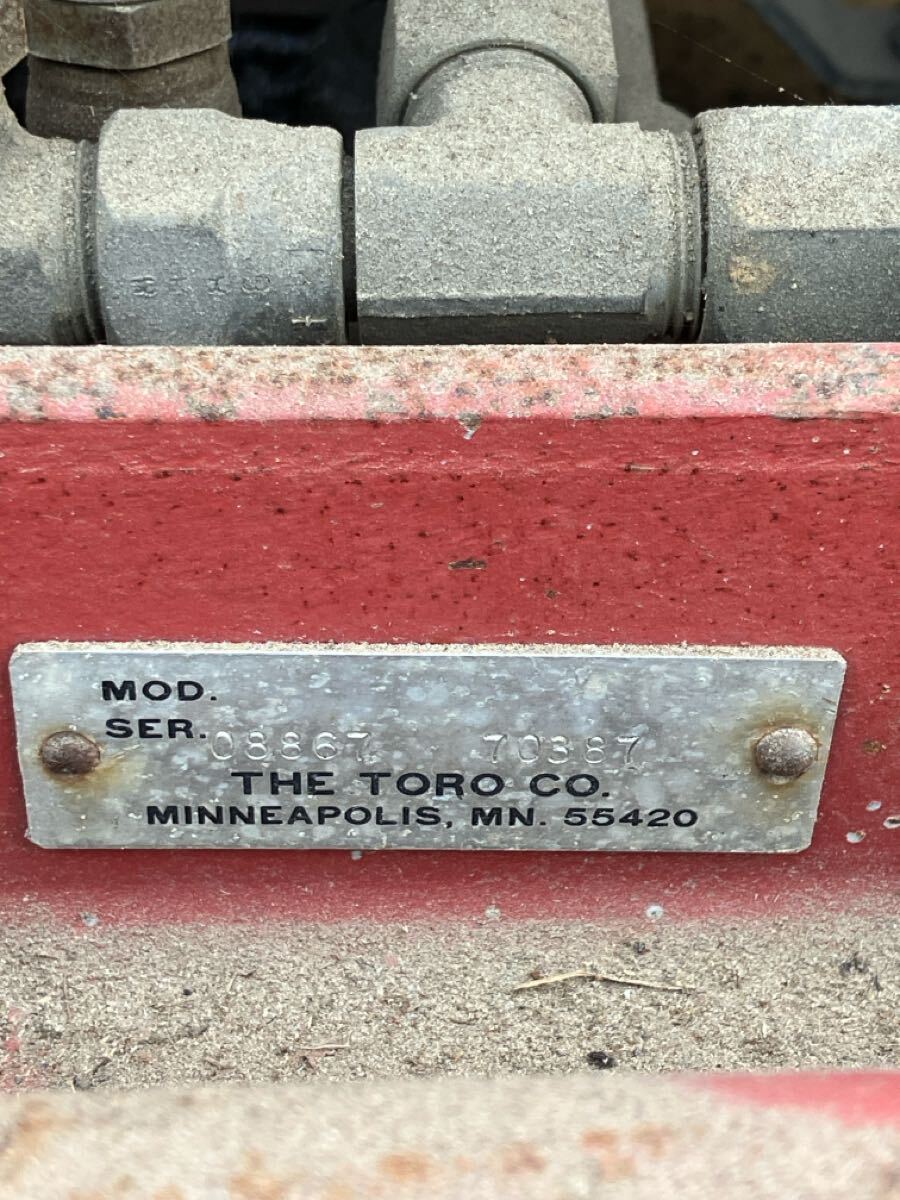 MOD.
SER. 08867 70387
THE TORO CO.
MINNEAPOLIS, MN. 55420